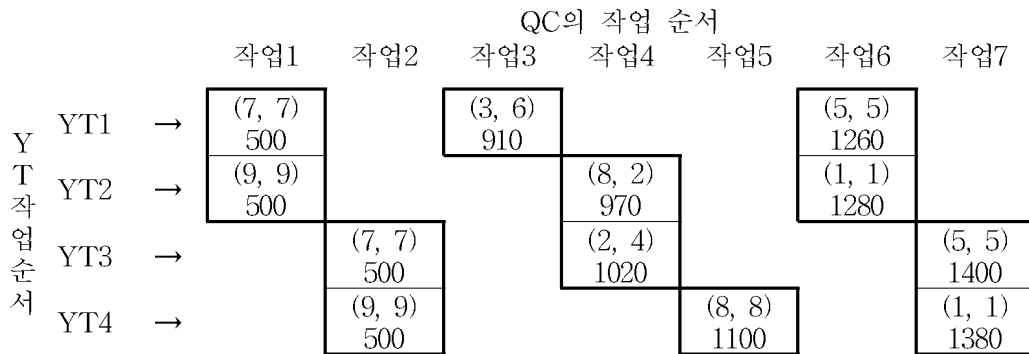 QC의 작업 순서
작업1 작업2 작업3 작업4 작업5 작업6 작업7
YT작업순서
YT1 → (7, 7) (3, 6) (5, 5)
500 910 1260
YT2 → (9, 9) (8, 2) (1, 1)
500 970 1280
YT3 → (7, 7) (2, 4) (5, 5)
500 1020 1400
YT4 → (9, 9) (8, 8) (1, 1)
500 1100 1380